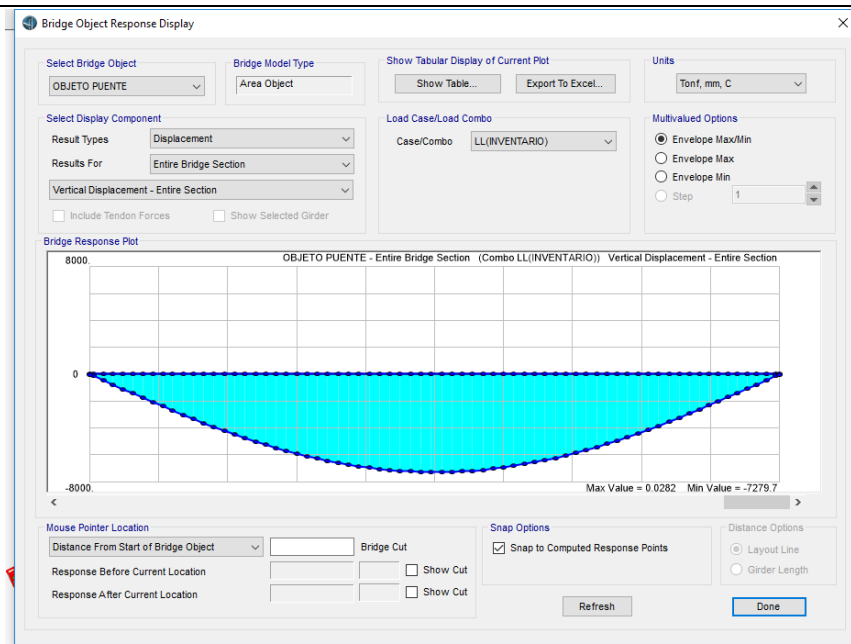 Bridge Object Response Display
Select Bridge Object
OBJETO PUENTE
Bridge Model Type
Area Object
Show Tabular Display of Current Plot
Show Table...
Export To Excel...
Units
Tonf, mm, C
Select Display Component
Result Types
Displacement
Results For
Entire Bridge Section
Vertical Displacement - Entire Section
Include Tendon Forces
Show Selected Girder
Load Case/Load Combo
Case/Combo
LL(INVENTARIO)
Multivalued Options
Envelope Max/Min
Envelope Max
Envelope Min
Step
1
Bridge Response Plot
8000.
OBJETO PUENTE - Entire Bridge Section (Combo LL(INVENTARIO)) Vertical Displacement - Entire Section
0
-8000.
Max Value = 0.0282 Min Value = -7279.7
Mouse Pointer Location
Distance From Start of Bridge Object
Bridge Cut
Response Before Current Location
Show Cut
Response After Current Location
Show Cut
Snap Options
Snap to Computed Response Points
Distance Options
Layout Line
Girder Length
Refresh
Done